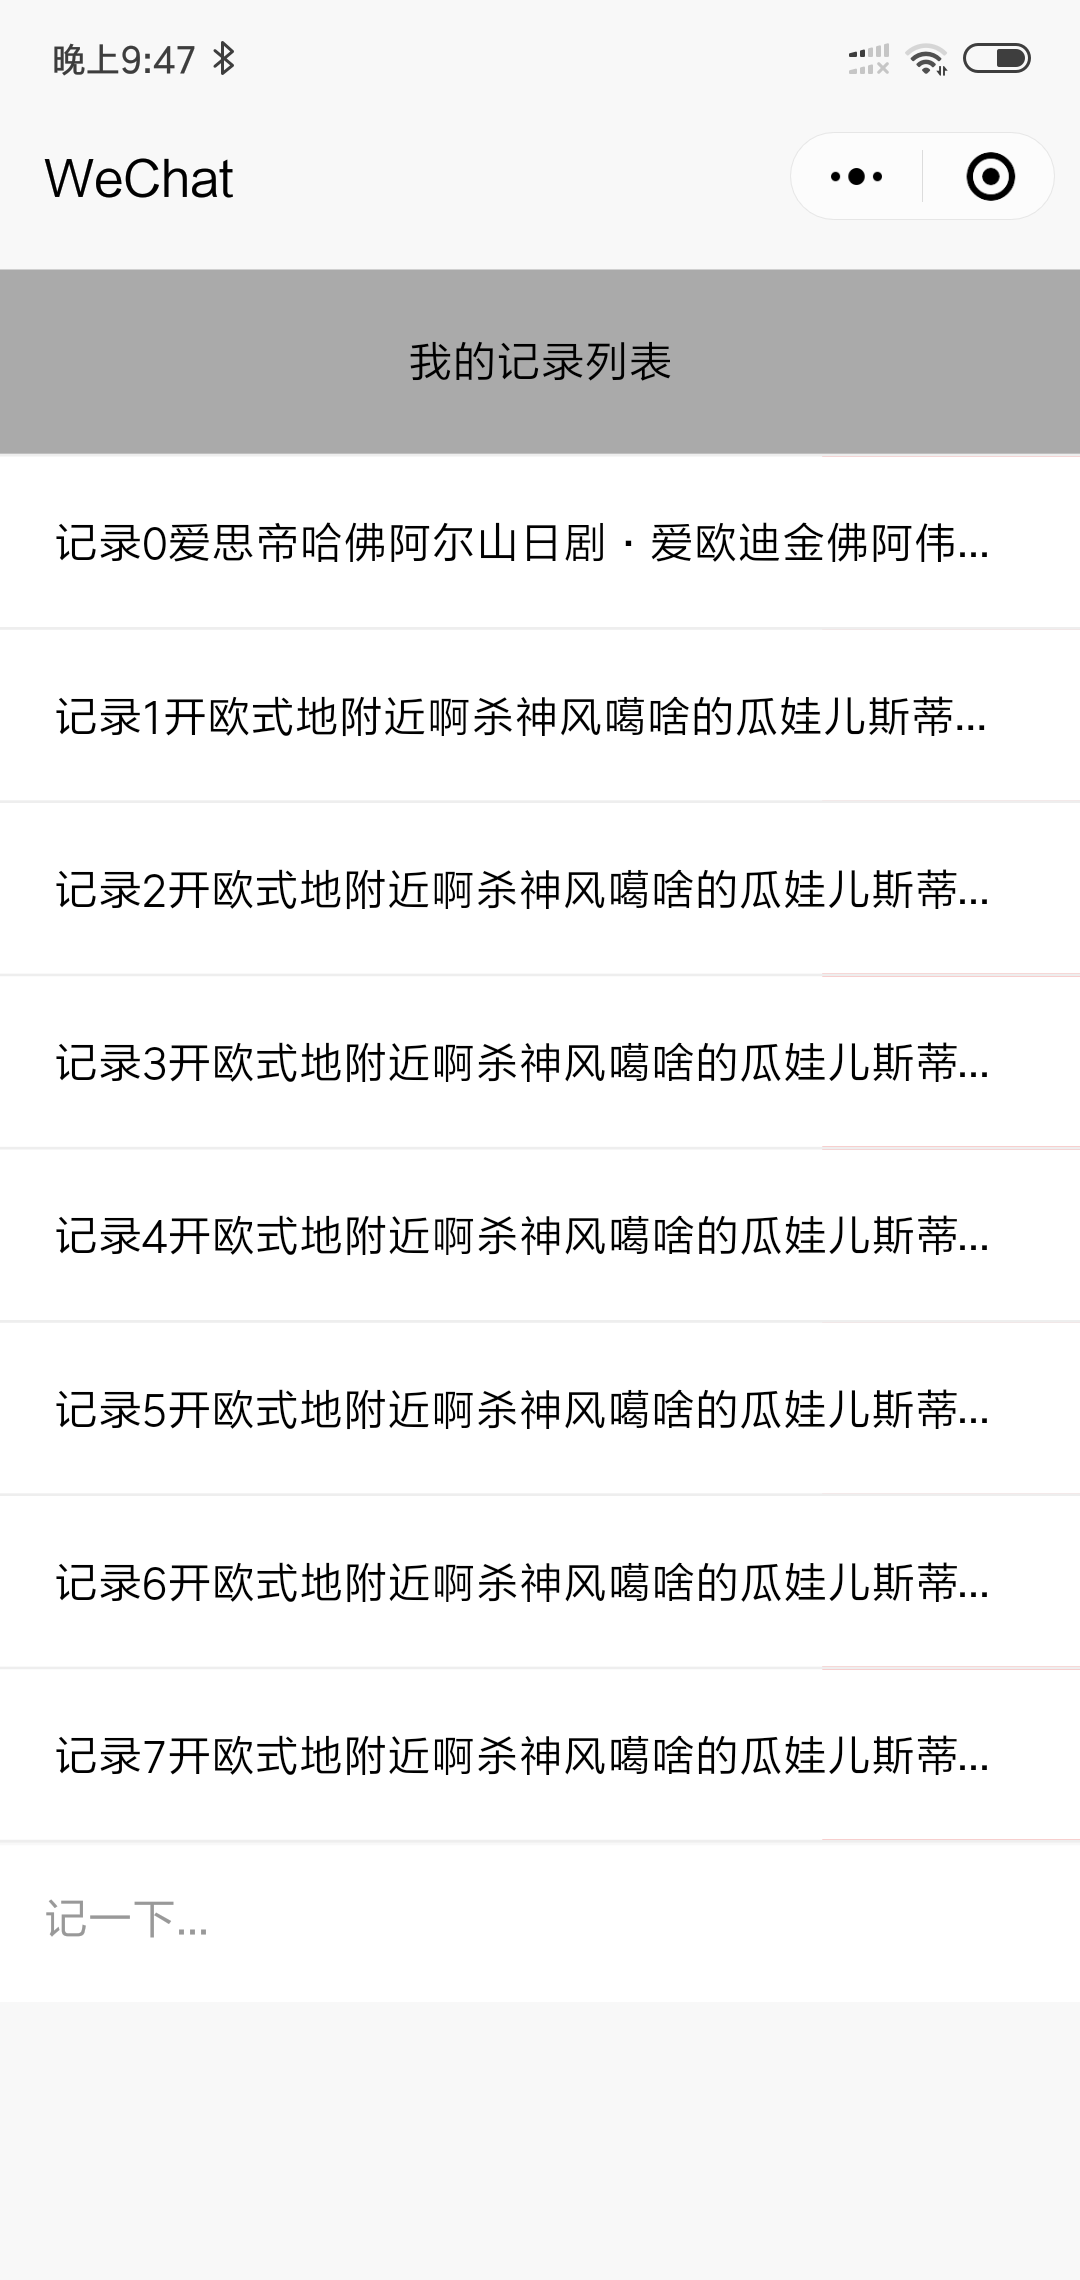 晚上9:47
WeChat
我的记录列表
记录0爱思帝哈佛阿尔山日剧·爱欧迪金佛阿伟...
记录1开欧式地附近啊杀神风噶啥的瓜娃儿斯蒂...
记录2开欧式地附近啊杀神风噶啥的瓜娃儿斯蒂...
记录3开欧式地附近啊杀神风噶啥的瓜娃儿斯蒂...
记录4开欧式地附近啊杀神风噶啥的瓜娃儿斯蒂...
记录5开欧式地附近啊杀神风噶啥的瓜娃儿斯蒂...
记录6开欧式地附近啊杀神风噶啥的瓜娃儿斯蒂...
记录7开欧式地附近啊杀神风噶啥的瓜娃儿斯蒂...
记一下...